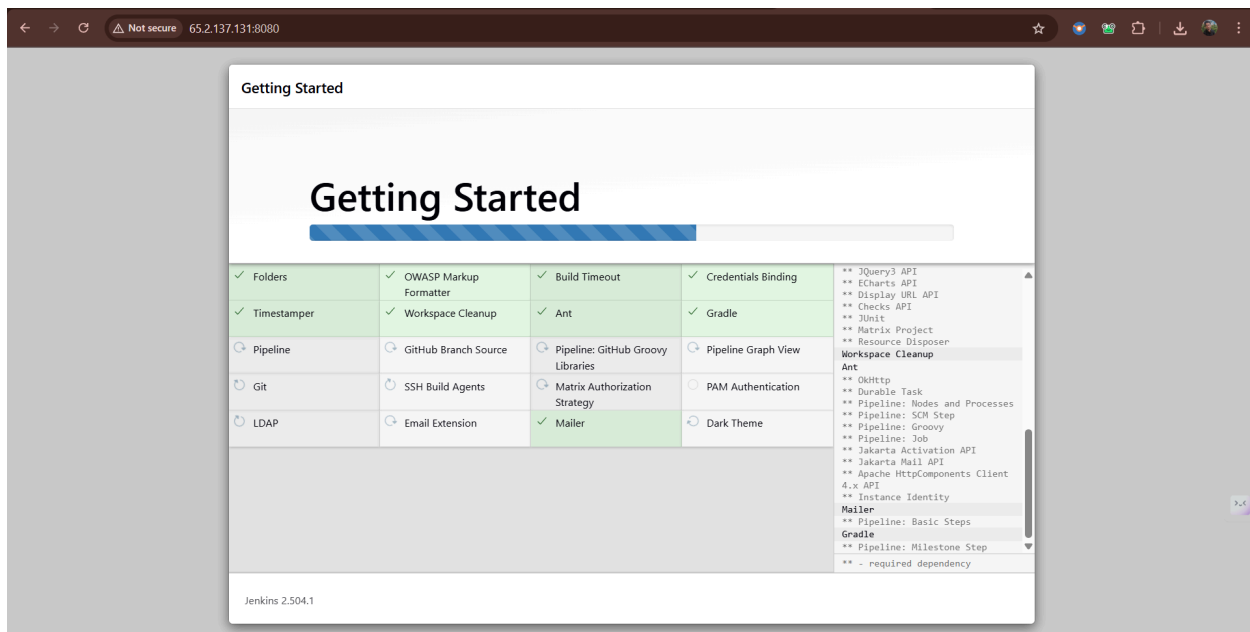 Not secure 65.2.137.131:8080
Getting Started
Getting Started
Folders
OWASP Markup
Formatter
Build Timeout
Credentials Binding
Timestamper
Workspace Cleanup
Ant
Gradle
Pipeline
GitHub Branch Source
Pipeline: GitHub Groovy
Libraries
Pipeline Graph View
Git
SSH Build Agents
Matrix Authorization
Strategy
PAM Authentication
LDAP
Email Extension
Mailer
Dark Theme
** JQuery3 API
** ECharts API
** Display URL API
** Checks API
** JUnit
** Matrix Project
** Resource Disposer
Workspace Cleanup
Ant
** OkHttp
** Durable Task
** Pipeline: Nodes and Processes
** Pipeline: SCM Step
** Pipeline: Groovy
** Pipeline: Job
** Jakarta Activation API
** Jakarta Mail API
** Apache HttpComponents Client
4.x API
** Instance Identity
Mailer
** Pipeline: Basic Steps
Gradle
** Pipeline: Milestone Step
** - required dependency
Jenkins 2.504.1